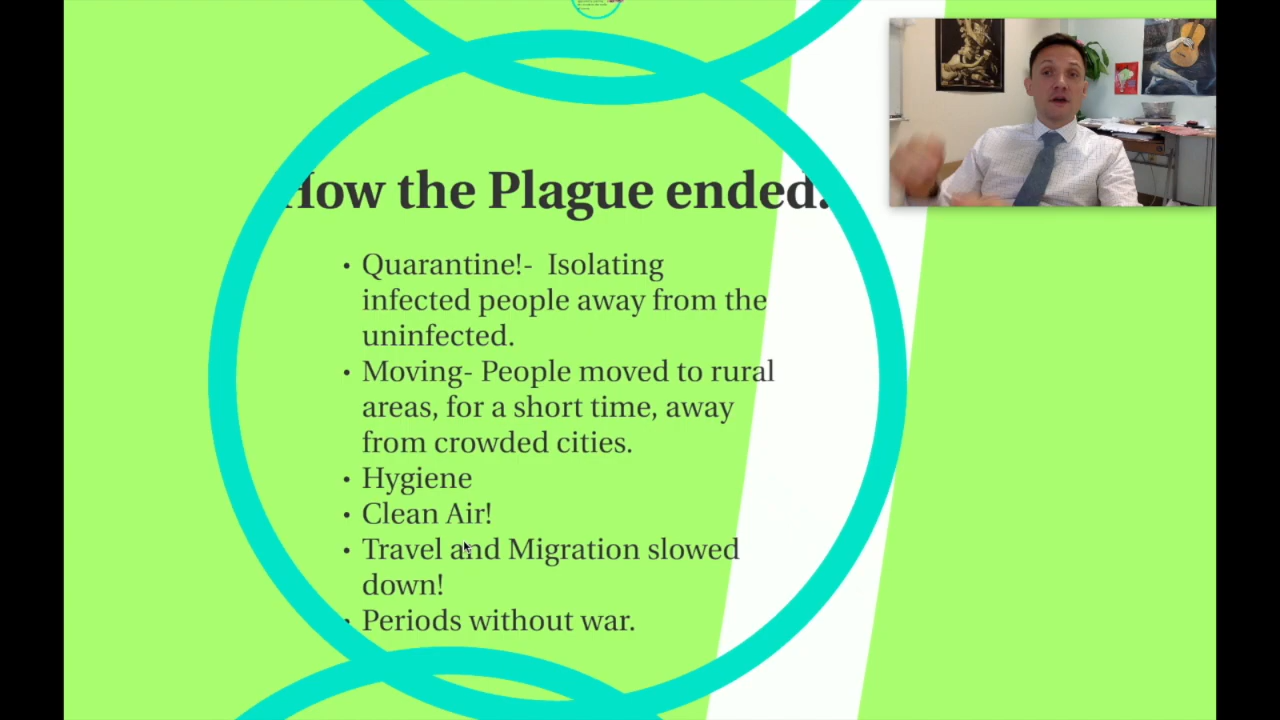 How the Plague ended.
• Quarantine!- Isolating
infected people away from the
uninfected.
• Moving- People moved to rural
areas, for a short time, away
from crowded cities.
• Hygiene
• Clean Air!
• Travel and Migration slowed
down!
• Periods without war.